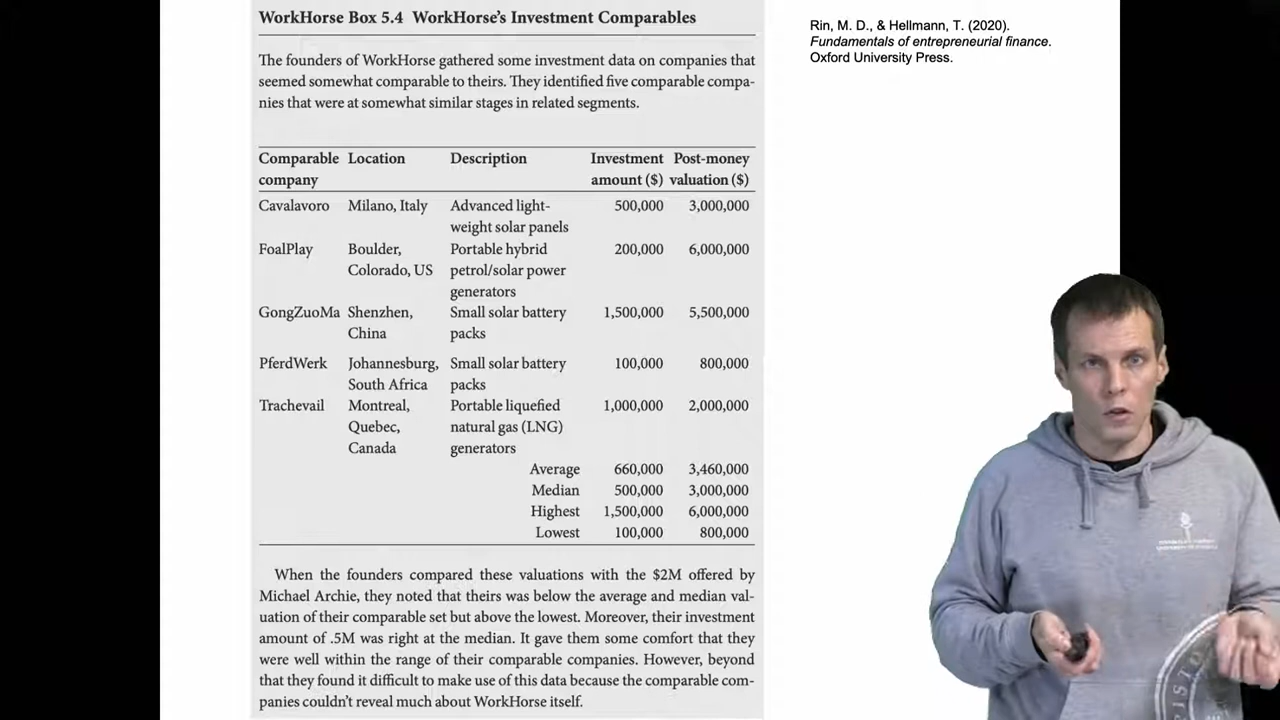 WorkHorse Box 5.4 WorkHorse's Investment Comparables
The founders of WorkHorse gathered some investment data on companies that
seemed somewhat comparable to theirs. They identified five comparable compa-
nies that were at somewhat similar stages in related segments.
Comparable Location Description Investment Post-money
company amount ($) valuation ($)
Cavalavoro Milano, Italy Advanced light- 500,000 3,000,000
weight solar panels
FoalPlay Boulder, Portable hybrid 200,000 6,000,000
Colorado, US petrol/solar power
generators
GongZuoMa Shenzhen, Small solar battery 1,500,000 5,500,000
China packs
PferdWerk Johannesburg, Small solar battery 100,000 800,000
South Africa packs
Trachevail Montreal, Portable liquefied 1,000,000 2,000,000
Quebec, natural gas (LNG)
Canada generators
Average 660,000 3,460,000
Median 500,000 3,000,000
Highest 1,500,000 6,000,000
Lowest 100,000 800,000
When the founders compared these valuations with the $2M offered by
Michael Archie, they noted that theirs was below the average and median val-
uation of their comparable set but above the lowest. Moreover, their investment
amount of .5M was right at the median. It gave them some comfort that they
were well within the range of their comparable companies. However, beyond
that they found it difficult to make use of this data because the comparable com-
panies couldn't reveal much about WorkHorse itself.
Rin, M. D., & Hellmann, T. (2020).
Fundamentals of entrepreneurial finance.
Oxford University Press.